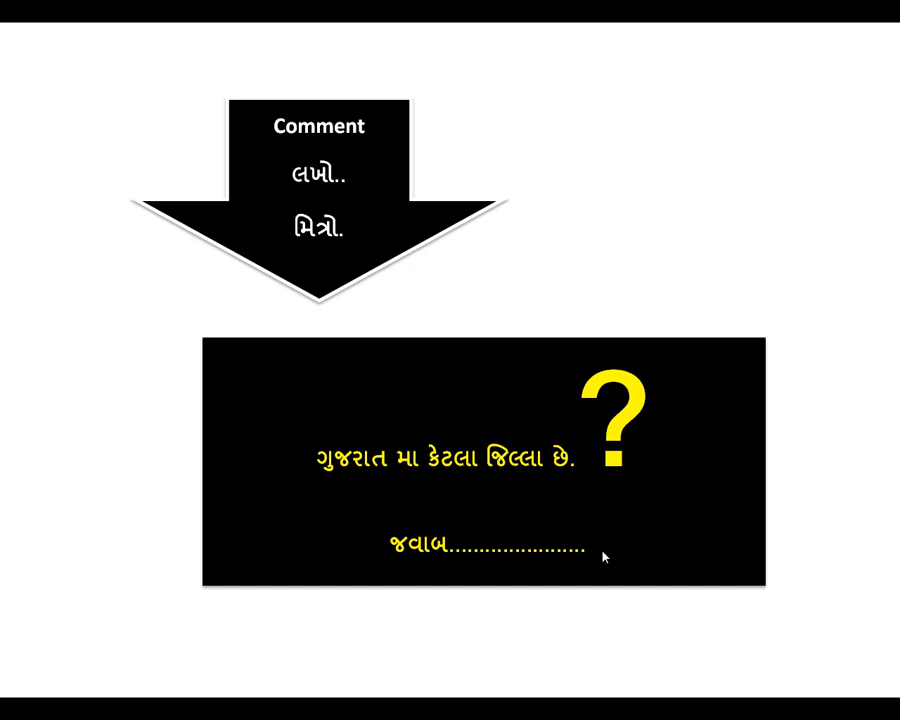 Comment
લખો..
મિત્રો.
ગુજરાત મા કેટલા જિલ્લા છે. ?
જવાબ.......................